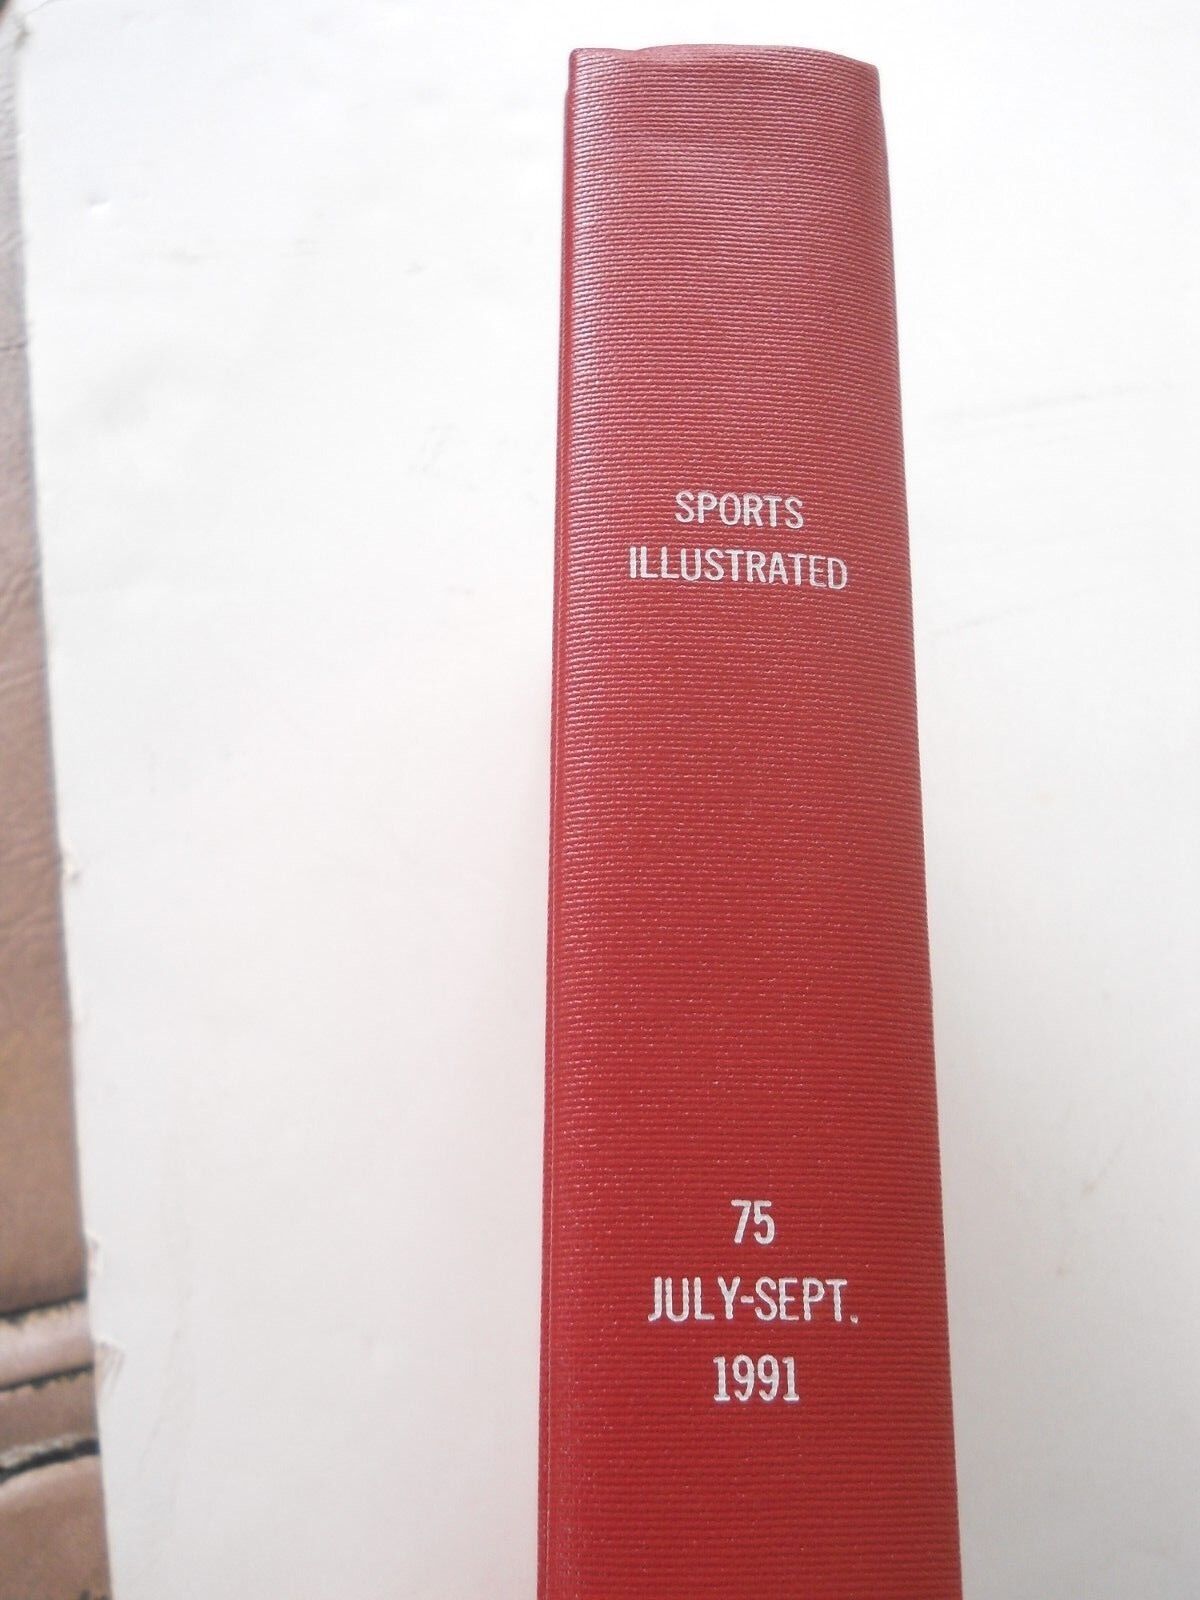 SPORTS
ILLUSTRATED
75
JULY-SEPT.
1991